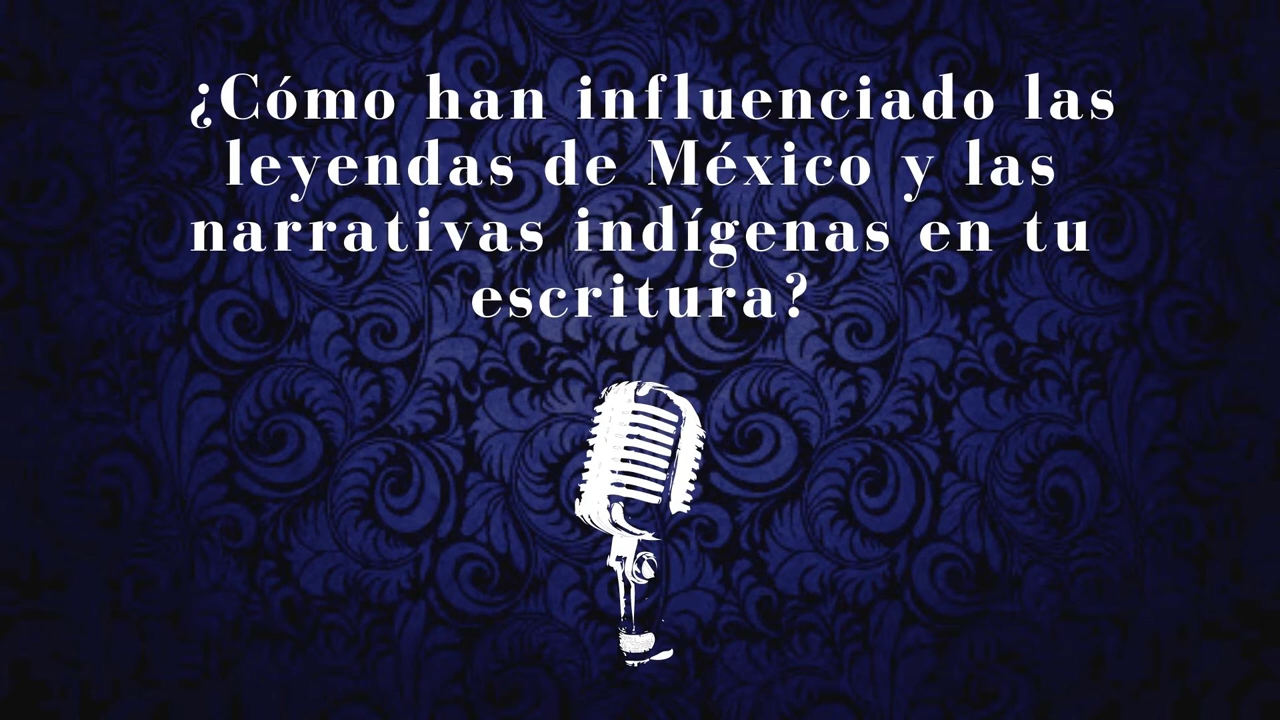 ¿Cómo han influenciado las
leyendas de México y las
narrativas indígenas en tu
escritura?